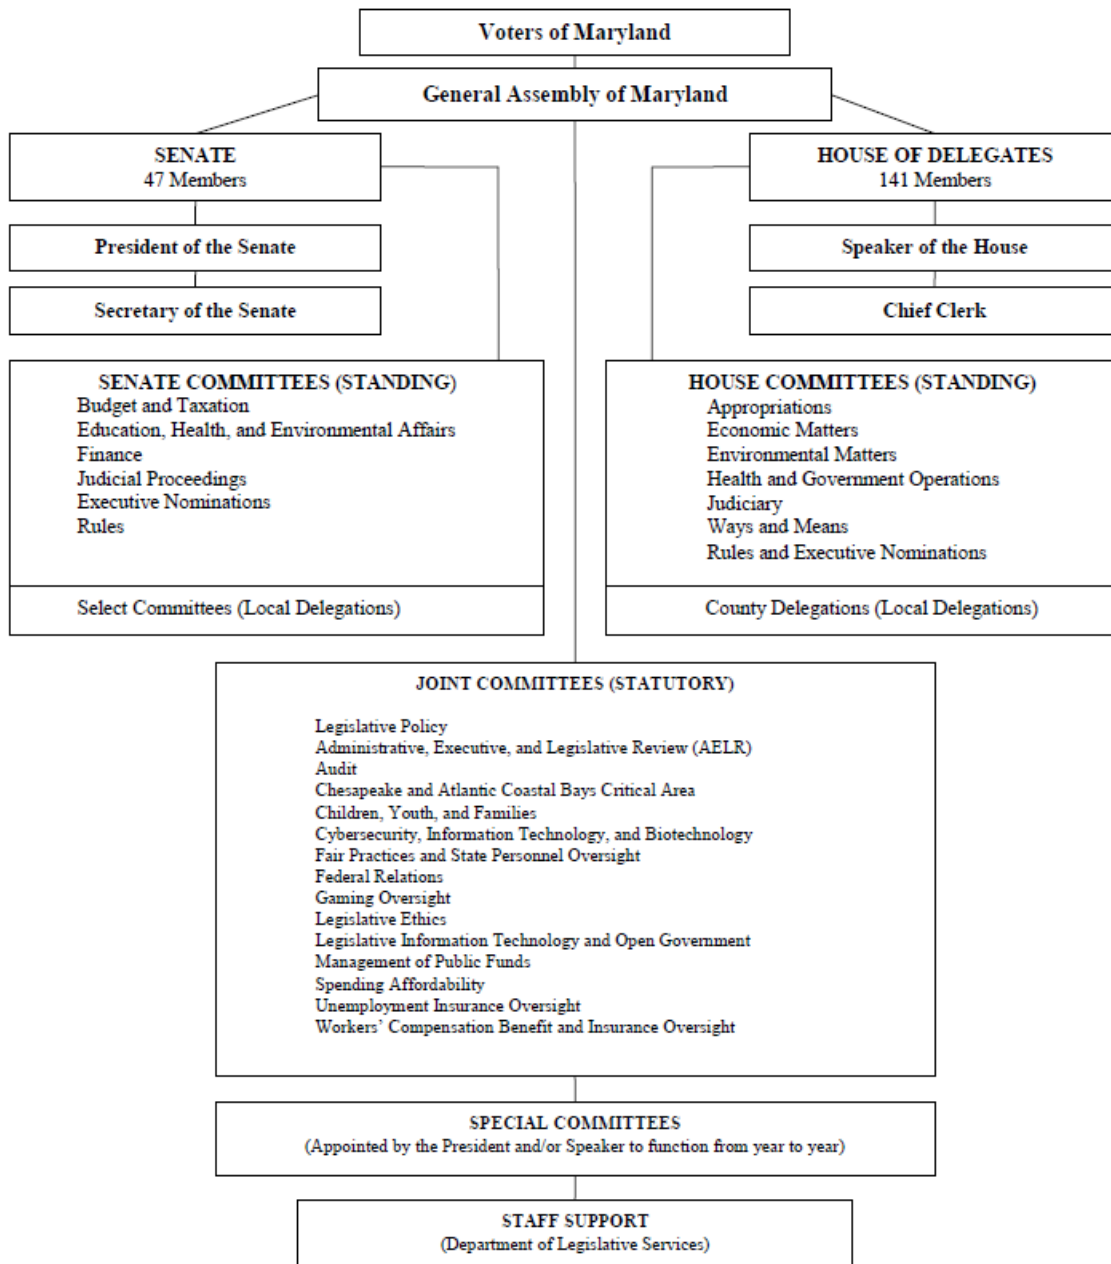 Voters of Maryland
General Assembly of Maryland
SENATE
47 Members
HOUSE OF DELEGATES
141 Members
President of the Senate
Speaker of the House
Secretary of the Senate
Chief Clerk
SENATE COMMITTEES (STANDING)
Budget and Taxation
Education, Health, and Environmental Affairs
Finance
Judicial Proceedings
Executive Nominations
Rules
Select Committees (Local Delegations)
HOUSE COMMITTEES (STANDING)
Appropriations
Economic Matters
Environmental Matters
Health and Government Operations
Judiciary
Ways and Means
Rules and Executive Nominations
County Delegations (Local Delegations)
JOINT COMMITTEES (STATUTORY)
Legislative Policy
Administrative, Executive, and Legislative Review (AELR)
Audit
Chesapeake and Atlantic Coastal Bays Critical Area
Children, Youth, and Families
Cybersecurity, Information Technology, and Biotechnology
Fair Practices and State Personnel Oversight
Federal Relations
Gaming Oversight
Legislative Ethics
Legislative Information Technology and Open Government
Management of Public Funds
Spending Affordability
Unemployment Insurance Oversight
Workers’ Compensation Benefit and Insurance Oversight
SPECIAL COMMITTEES
(Appointed by the President and/or Speaker to function from year to year)
STAFF SUPPORT
(Department of Legislative Services)